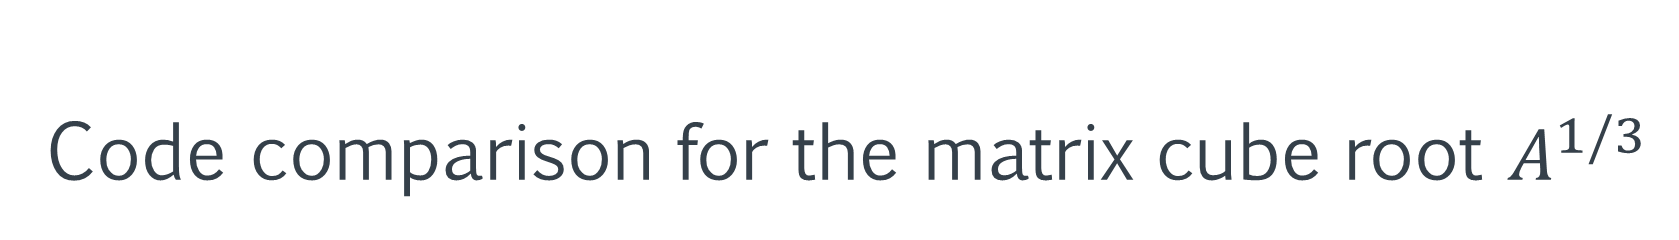 Code comparison for the matrix cube root $A^{1/3}$